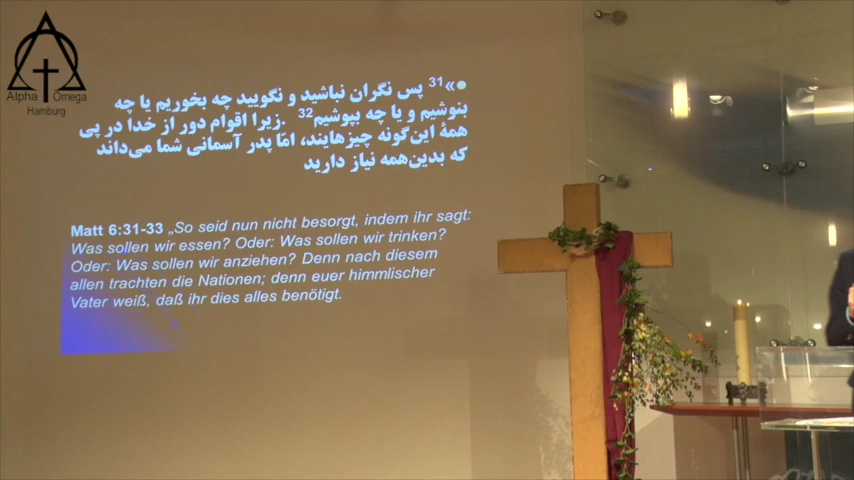 Alpha Omega
Hamburg
»31 پس نگران نباشید و نگویید چه بخوریم یا چه
بنوشیم و یا چه بپوشیم. 32 زیرا اقوام دور از خدا در پی
همهٔ این‌گونه چیزهایند، امّا پدر آسمانی شما می‌داند
که بدین‌همه نیاز دارید
Matt 6:31-33 „So seid nun nicht besorgt, indem ihr sagt:
Was sollen wir essen? Oder: Was sollen wir trinken?
Oder: Was sollen wir anziehen? Denn nach diesem
allen trachten die Nationen; denn euer himmlischer
Vater weiß, daß ihr dies alles benötigt.